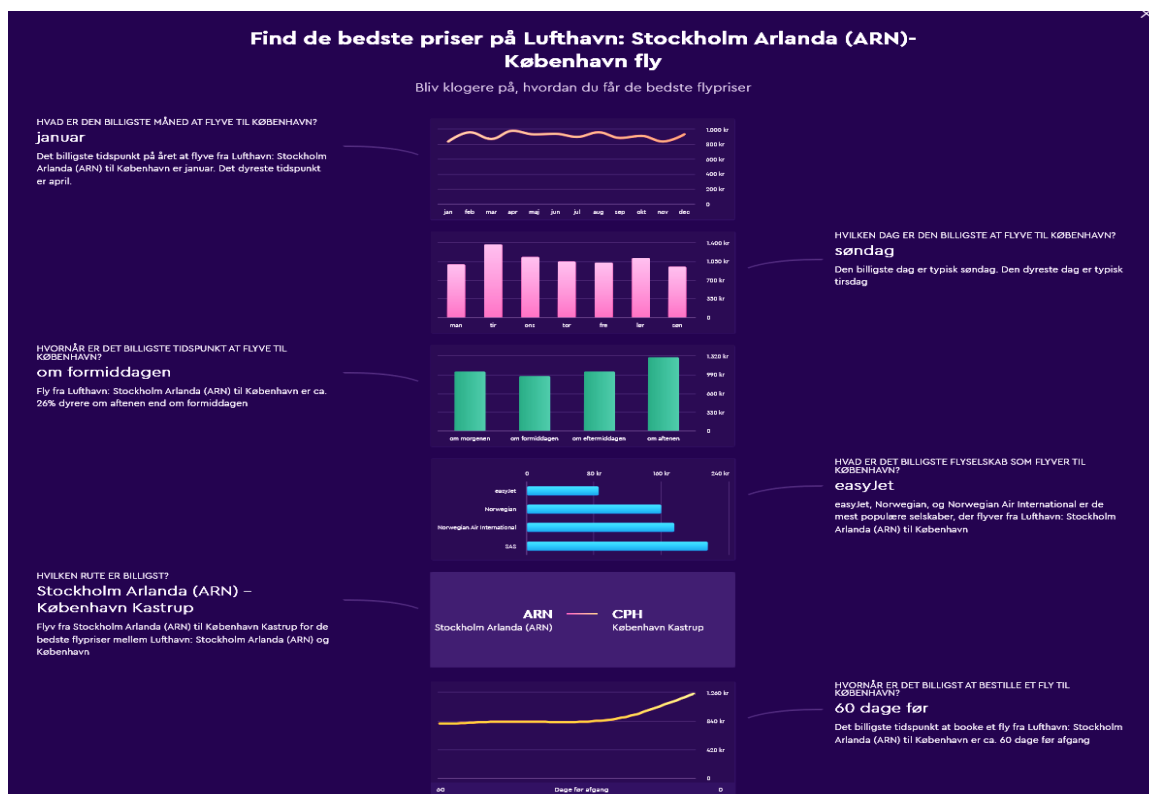 Find de bedste priser på Lufthavn: Stockholm Arlanda (ARN)-
København fly
Bliv klogere på, hvordan du får de bedste flypriser
HVAD ER DEN BILLIGSTE MÅNED AT FLYVE TIL KØBENHAVN?
januar
Det billigste tidspunkt på året at flyve fra Lufthavn: Stockholm
Arlanda (ARN) til København er januar. Det dyreste tidspunkt
er april.
1.000 kr
800 kr
600 kr
400 kr
200 kr
0
jan feb mar apr maj jun jul aug sep okt nov dec
HVILKEN DAG ER DEN BILLIGSTE AT FLYVE TIL KØBENHAVN?
søndag
Den billigste dag er typisk søndag. Den dyreste dag er typisk
tirsdag
1.400 kr
1.050 kr
700 kr
350 kr
0
man tir ons tor fre lør søn
HVORNÅR ER DET BILLIGSTE TIDSPUNKT AT FLYVE TIL
KØBENHAVN?
om formiddagen
Fly fra Lufthavn: Stockholm Arlanda (ARN) til København er ca.
26% dyrere om aftenen end om formiddagen
1.320 kr
990 kr
660 kr
330 kr
0
om morgenen om formiddagen om eftermiddagen om aftenen
HVAD ER DET BILLIGSTE FLYSELSKAB SOM FLYVER TIL
KØBENHAVN?
easyJet
easyJet, Norwegian, og Norwegian Air International er de
mest populære selskaber, der flyver fra Lufthavn: Stockholm
Arlanda (ARN) til København
0 80 kr 160 kr 240 kr
easyJet
Norwegian
Norwegian Air International
SAS
HVILKEN RUTE ER BILLIGST?
Stockholm Arlanda (ARN) –
København Kastrup
Flyv fra Stockholm Arlanda (ARN) til København Kastrup for de
bedste flypriser mellem Lufthavn: Stockholm Arlanda (ARN) og
København
ARN CPH
Stockholm Arlanda (ARN) København Kastrup
HVORNÅR ER DET BILLIGST AT BESTILLE ET FLY TIL
KØBENHAVN?
60 dage før
Det billigste tidspunkt at booke et fly fra Lufthavn: Stockholm
Arlanda (ARN) til København er ca. 60 dage før afgang
1.260 kr
840 kr
420 kr
0
60 Dage før afgang 0